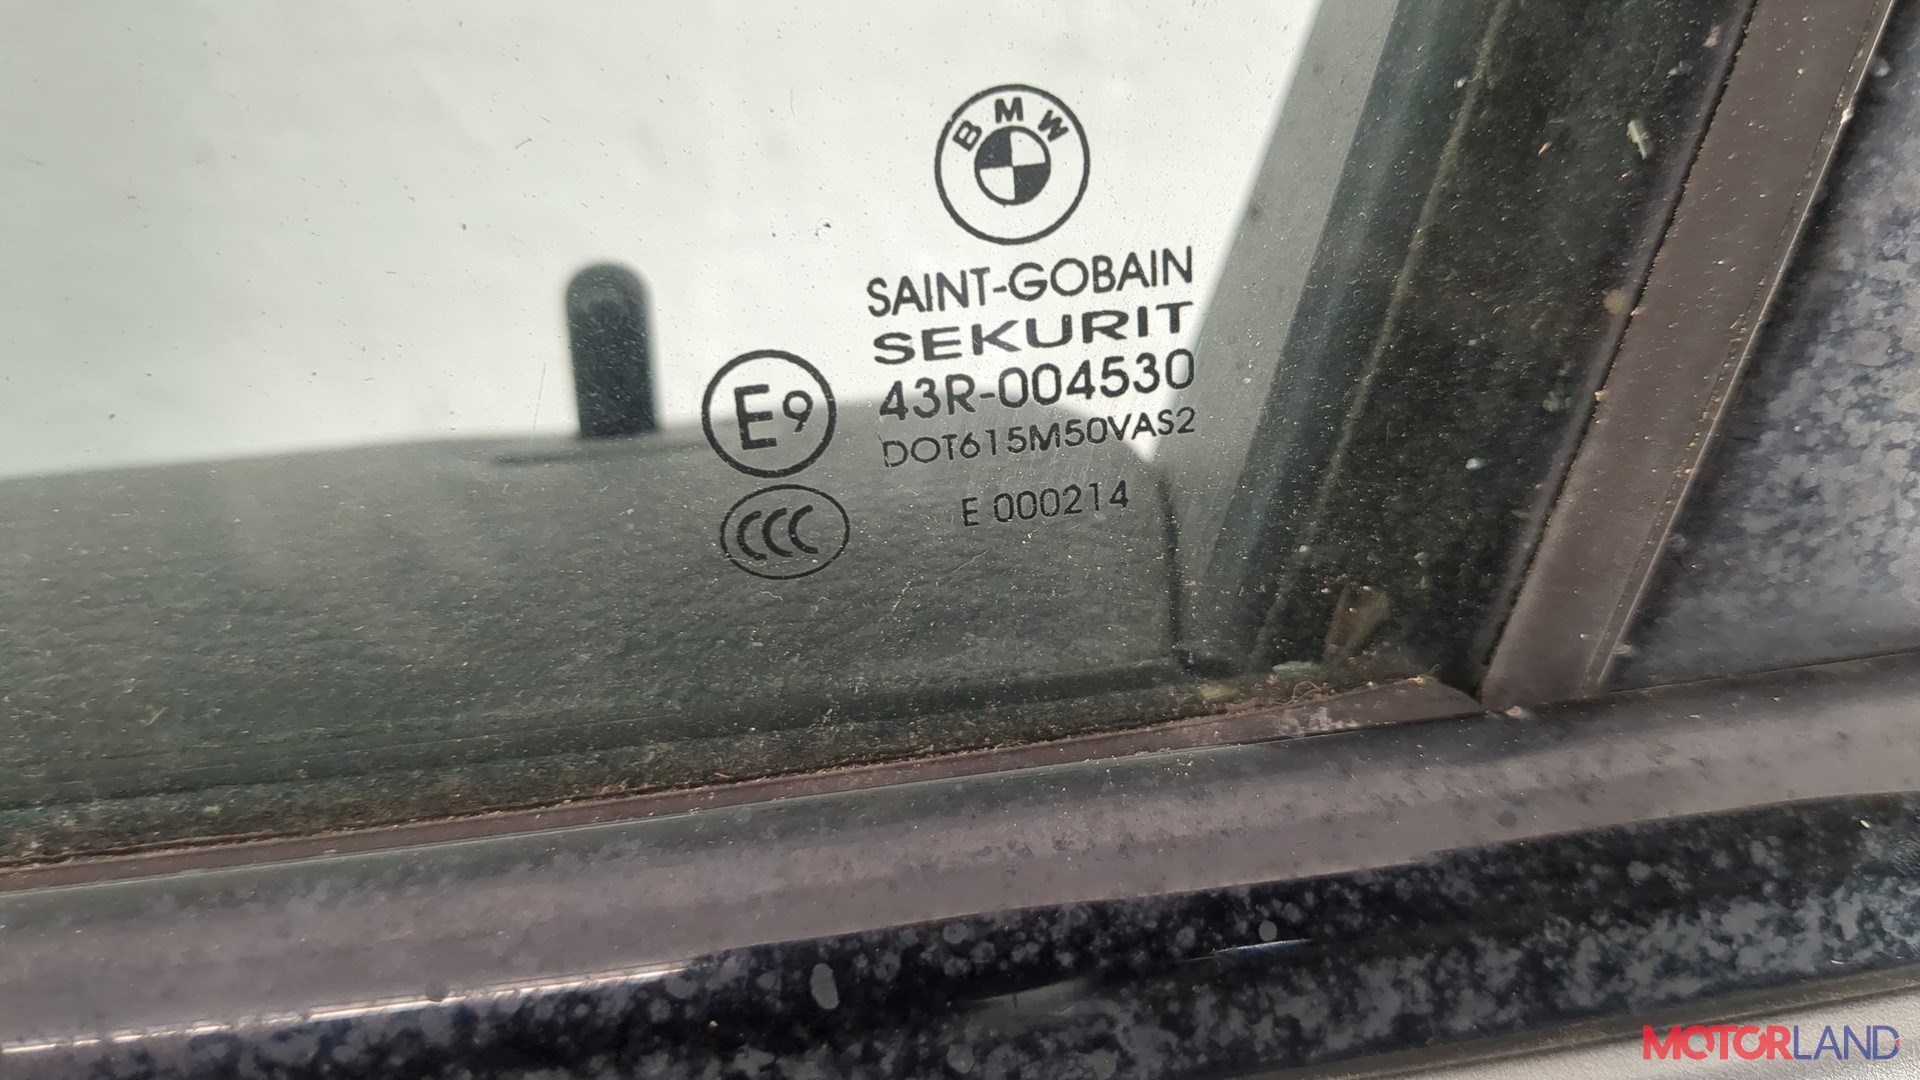 BMW
SAINT-GOBAIN
SEKURIT
E9
43R-004530
DOT615M50VAS2
CCC
E 000214
MOTORLAND